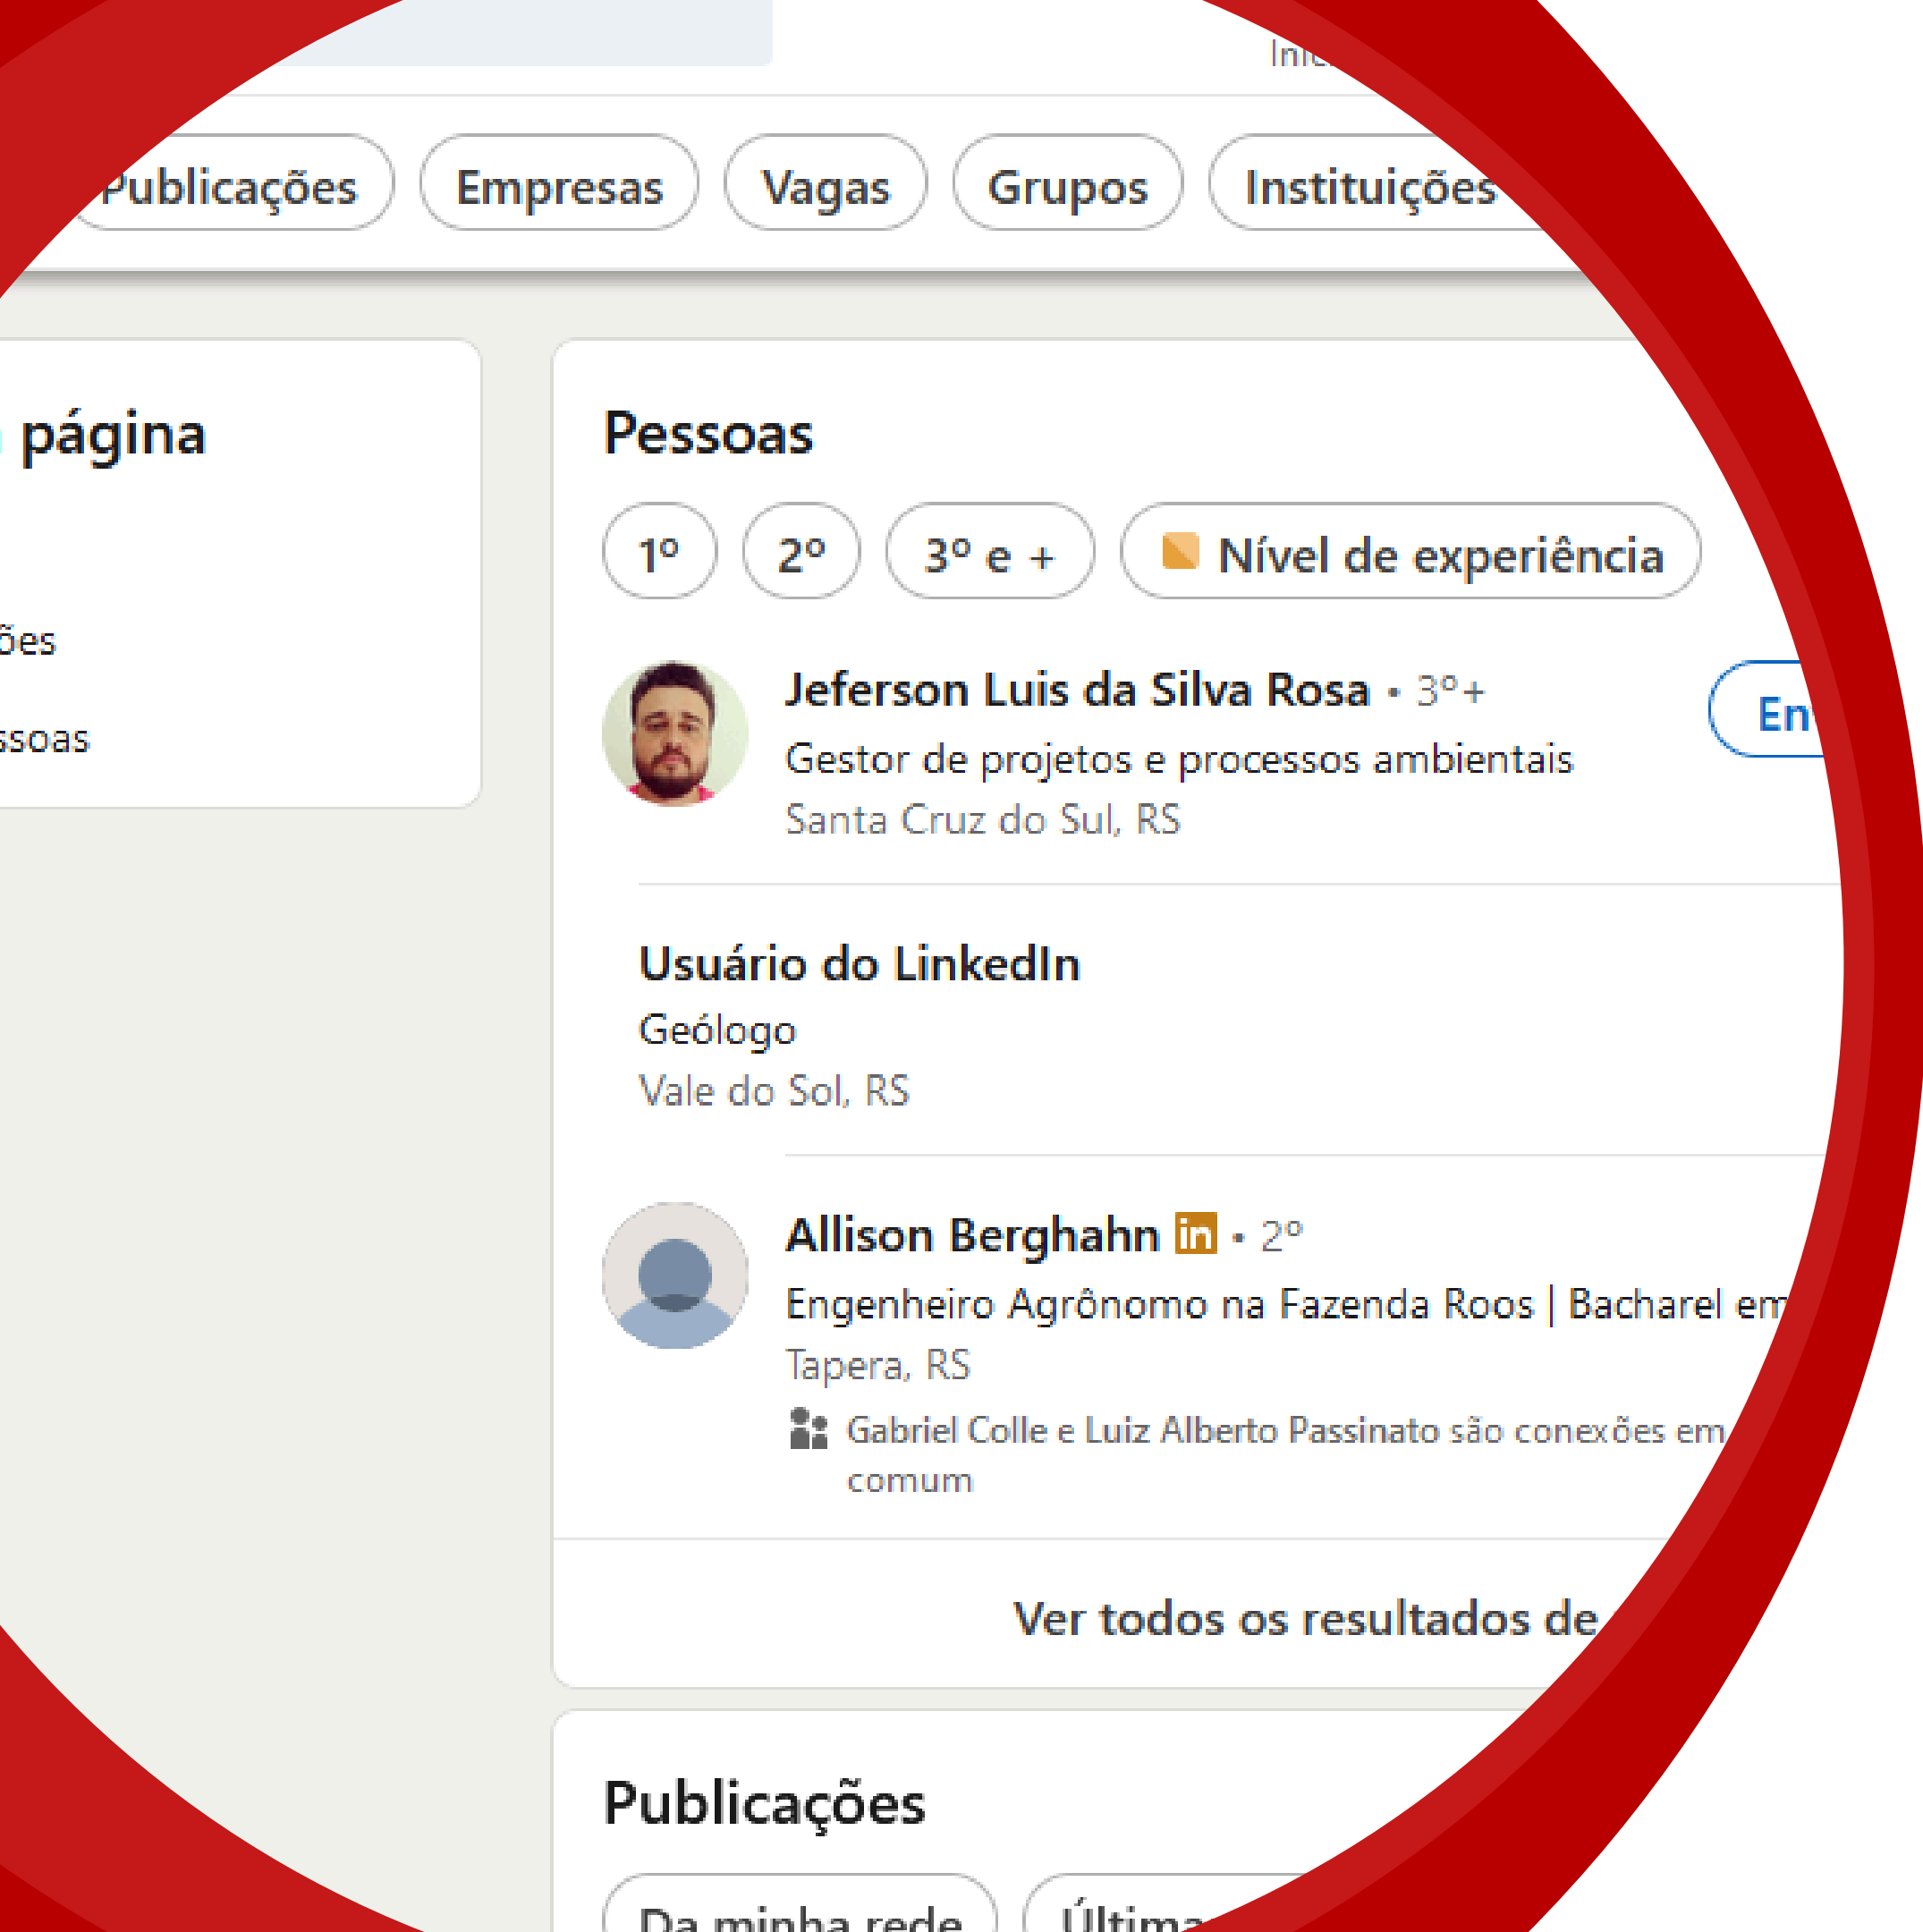 Publicações
Empresas
Vagas
Grupos
Instituições
página
ões
ssoas
Pessoas
1º
2º
3º e +
Nível de experiência
Jeferson Luis da Silva Rosa • 3º+
En
Gestor de projetos e processos ambientais
Santa Cruz do Sul, RS
Usuário do LinkedIn
Geólogo
Vale do Sol, RS
Allison Berghahn in • 2º
Engenheiro Agrônomo na Fazenda Roos | Bacharel em
Tapera, RS
Gabriel Colle e Luiz Alberto Passinato são conexões em
comum
Ver todos os resultados de
Publicações
Da minha rede
Última